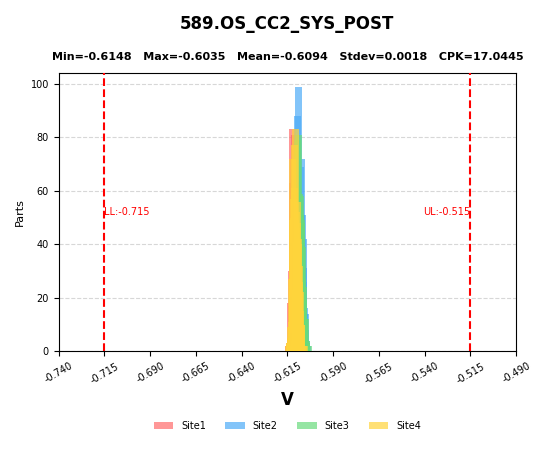 589.OS_CC2_SYS_POST
Min=-0.6148 Max=-0.6035 Mean=-0.6094 Stdev=0.0018 CPK=17.0445
100
80
60
40
20
0
Parts
LL:-0.715
UL:-0.515
-0.740 -0.715 -0.690 -0.665 -0.640 -0.615 -0.590 -0.565 -0.540 -0.515 -0.490
V
Site1 Site2 Site3 Site4